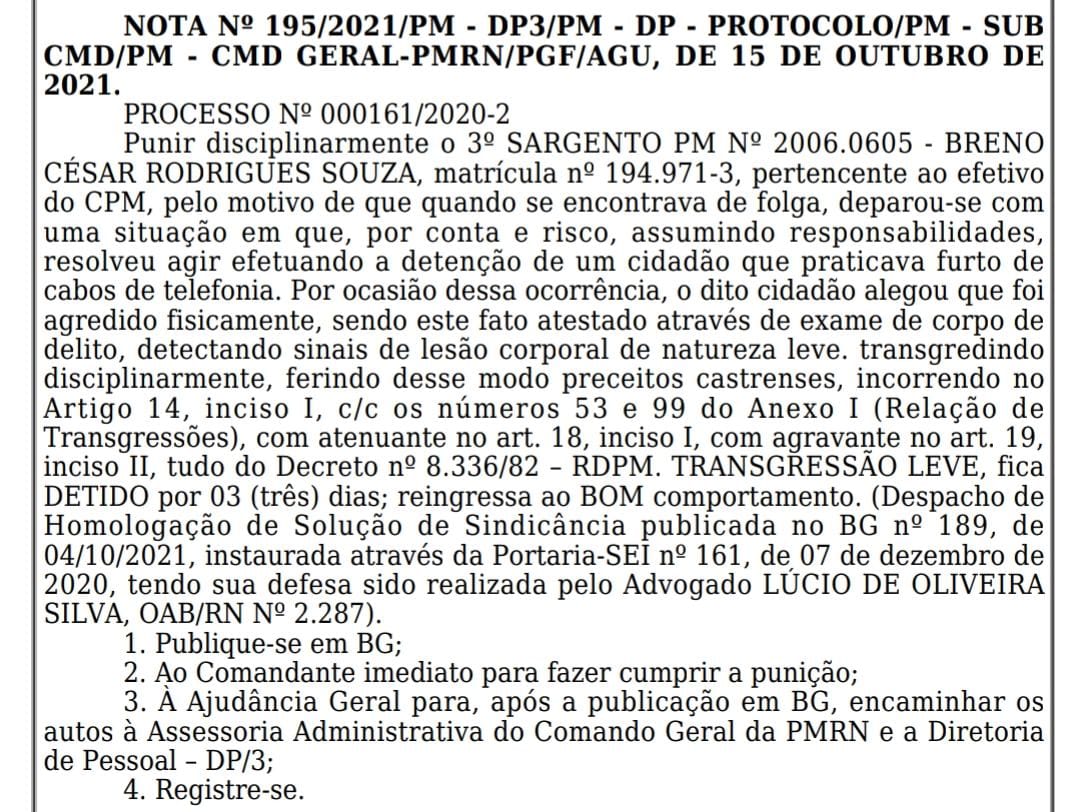 NOTA Nº 195/2021/PM - DP3/PM - DP - PROTOCOLO/PM - SUB
CMD/PM - CMD GERAL-PMRN/PGF/AGU, DE 15 DE OUTUBRO DE
2021.
PROCESSO Nº 000161/2020-2
Punir disciplinarmente o 3º SARGENTO PM Nº 2006.0605 - BRENO
CÉSAR RODRIGUES SOUZA, matrícula nº 194.971-3, pertencente ao efetivo
do CPM, pelo motivo de que quando se encontrava de folga, deparou-se com
uma situação em que, por conta e risco, assumindo responsabilidades,
resolveu agir efetuando a detenção de um cidadão que praticava furto de
cabos de telefonia. Por ocasião dessa ocorrência, o dito cidadão alegou que foi
agredido fisicamente, sendo este fato atestado através de exame de corpo de
delito, detectando sinais de lesão corporal de natureza leve. transgredindo
disciplinarmente, ferindo desse modo preceitos castrenses, incorrendo no
Artigo 14, inciso I, c/c os números 53 e 99 do Anexo I (Relação de
Transgressões), com atenuante no art. 18, inciso I, com agravante no art. 19,
inciso II, tudo do Decreto nº 8.336/82 – RDPM. TRANSGRESSÃO LEVE, fica
DETIDO por 03 (três) dias; reingressa ao BOM comportamento. (Despacho de
Homologação de Solução de Sindicância publicada no BG nº 189, de
04/10/2021, instaurada através da Portaria-SEI nº 161, de 07 de dezembro de
2020, tendo sua defesa sido realizada pelo Advogado LÚCIO DE OLIVEIRA
SILVA, OAB/RN Nº 2.287).
1. Publique-se em BG;
2. Ao Comandante imediato para fazer cumprir a punição;
3. À Ajudância Geral para, após a publicação em BG, encaminhar os
autos à Assessoria Administrativa do Comando Geral da PMRN e a Diretoria
de Pessoal – DP/3;
4. Registre-se.